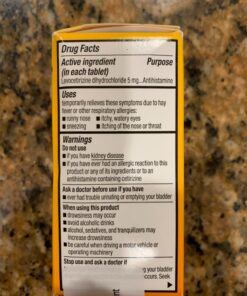 Drug Facts
Active ingredient Purpose
(in each tablet)
Levocetirizine dihydrochloride 5 mg...Antihistamine
Uses
temporarily relieves these symptoms due to hay
fever or other respiratory allergies:
■ runny nose ■ itchy, watery eyes
■ sneezing ■ itching of the nose or throat
Warnings
Do not use
■ if you have kidney disease
■ if you have ever had an allergic reaction to this
product or any of its ingredients or to an
antihistamine containing cetirizine
Ask a doctor before use if you have
■ ever had trouble urinating or emptying your bladder
When using this product
■ drowsiness may occur
■ avoid alcoholic drinks
■ alcohol, sedatives, and tranquilizers may
increase drowsiness
■ be careful when driving a motor vehicle or
operating machinery
Stop use and ask a doctor if
your bladder
occurs. Seek